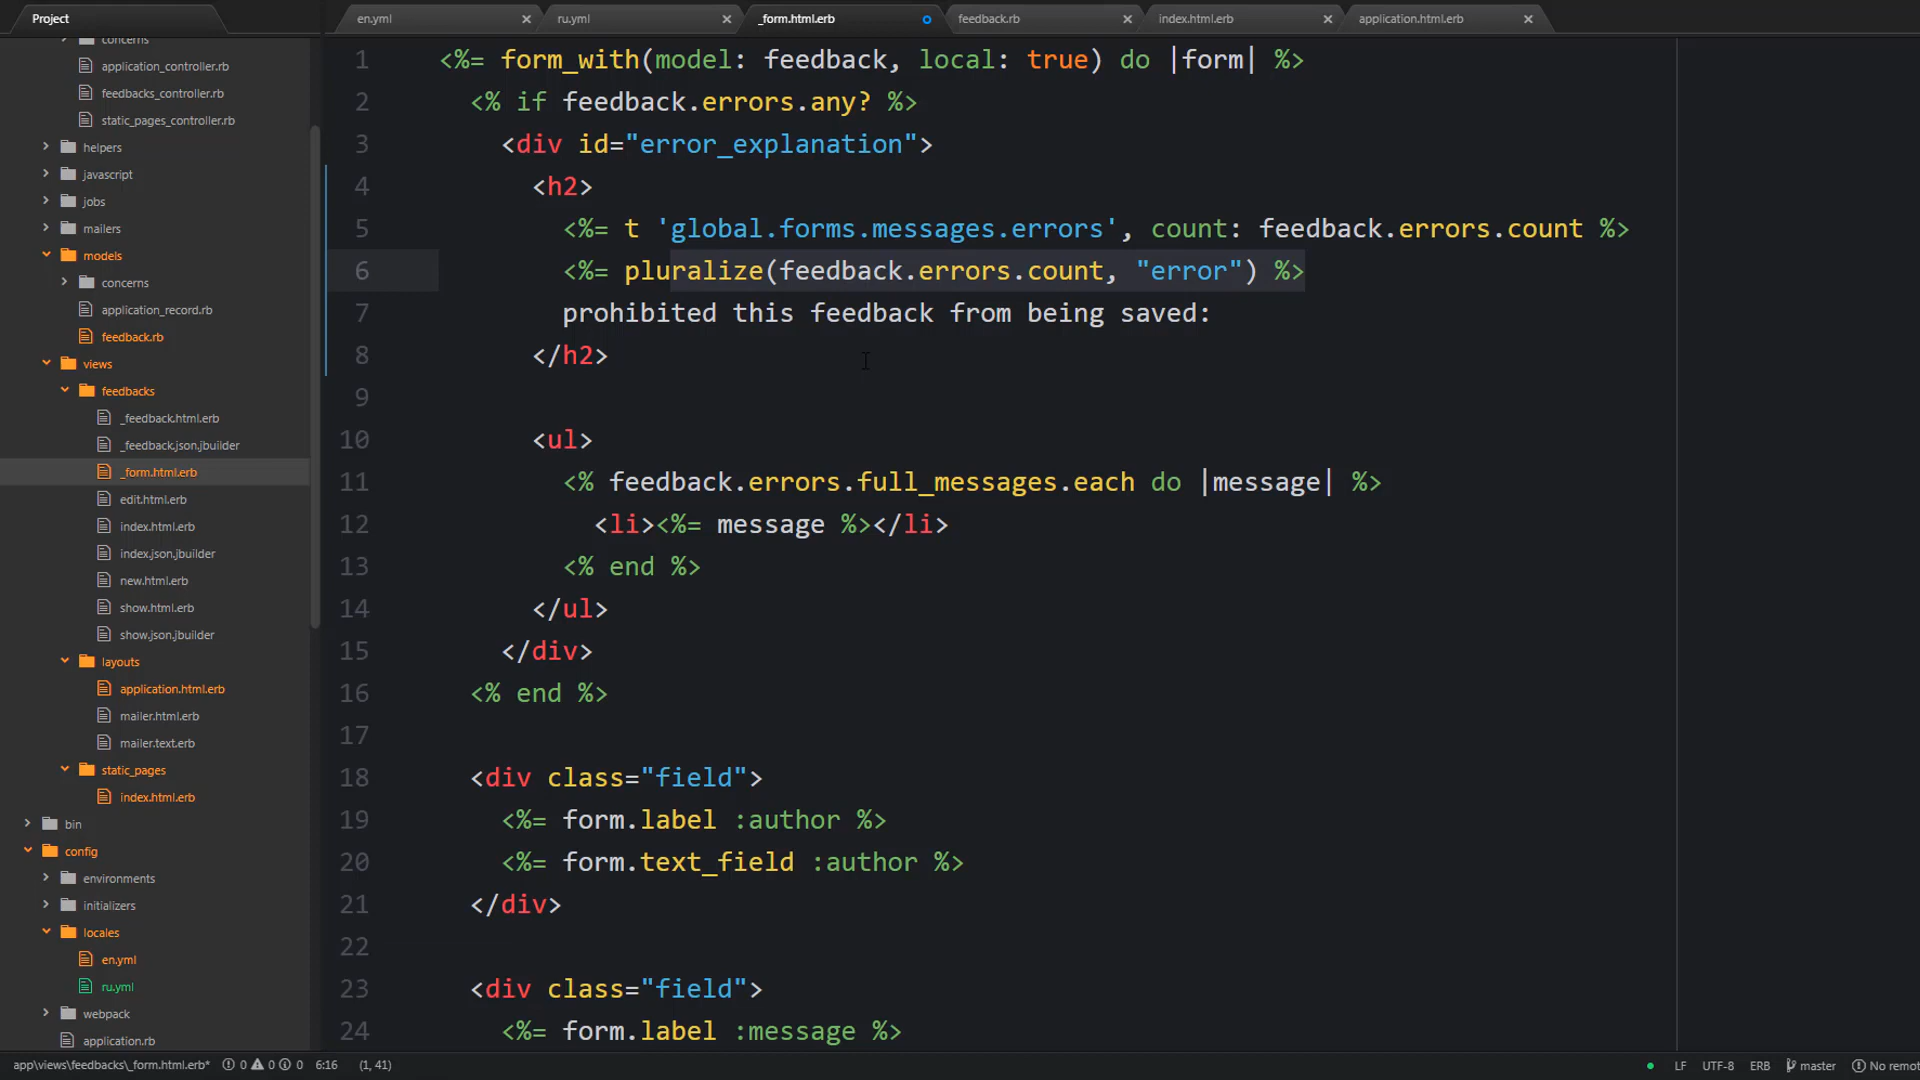 Project
en.yml
ru.yml
_form.html.erb
feedback.rb
index.html.erb
application.html.erb
concerns
application_controller.rb
feedbacks_controller.rb
static_pages_controller.rb
helpers
javascript
jobs
mailers
models
concerns
application_record.rb
feedback.rb
views
feedbacks
_feedback.html.erb
_feedback.json.jbuilder
_form.html.erb
edit.html.erb
index.html.erb
index.json.jbuilder
new.html.erb
show.html.erb
show.json.jbuilder
layouts
application.html.erb
mailer.html.erb
mailer.text.erb
static_pages
index.html.erb
bin
config
environments
initializers
locales
en.yml
ru.yml
webpack
application.rb
1 <%= form_with(model: feedback, local: true) do |form| %>
2 <% if feedback.errors.any? %>
3 <div id="error_explanation">
4 <h2>
5 <%= t 'global.forms.messages.errors', count: feedback.errors.count %>
6 <%= pluralize(feedback.errors.count, "error") %>
7 prohibited this feedback from being saved:
8 </h2>
9
10 <ul>
11 <% feedback.errors.full_messages.each do |message| %>
12 <li><%= message %></li>
13 <% end %>
14 </ul>
15 </div>
16 <% end %>
17
18 <div class="field">
19 <%= form.label :author %>
20 <%= form.text_field :author %>
21 </div>
22
23 <div class="field">
24 <%= form.label :message %>
app\views\feedbacks\_form.html.erb* 0 0 0 6:16 (1, 41)
LF UTF-8 ERB master No remot